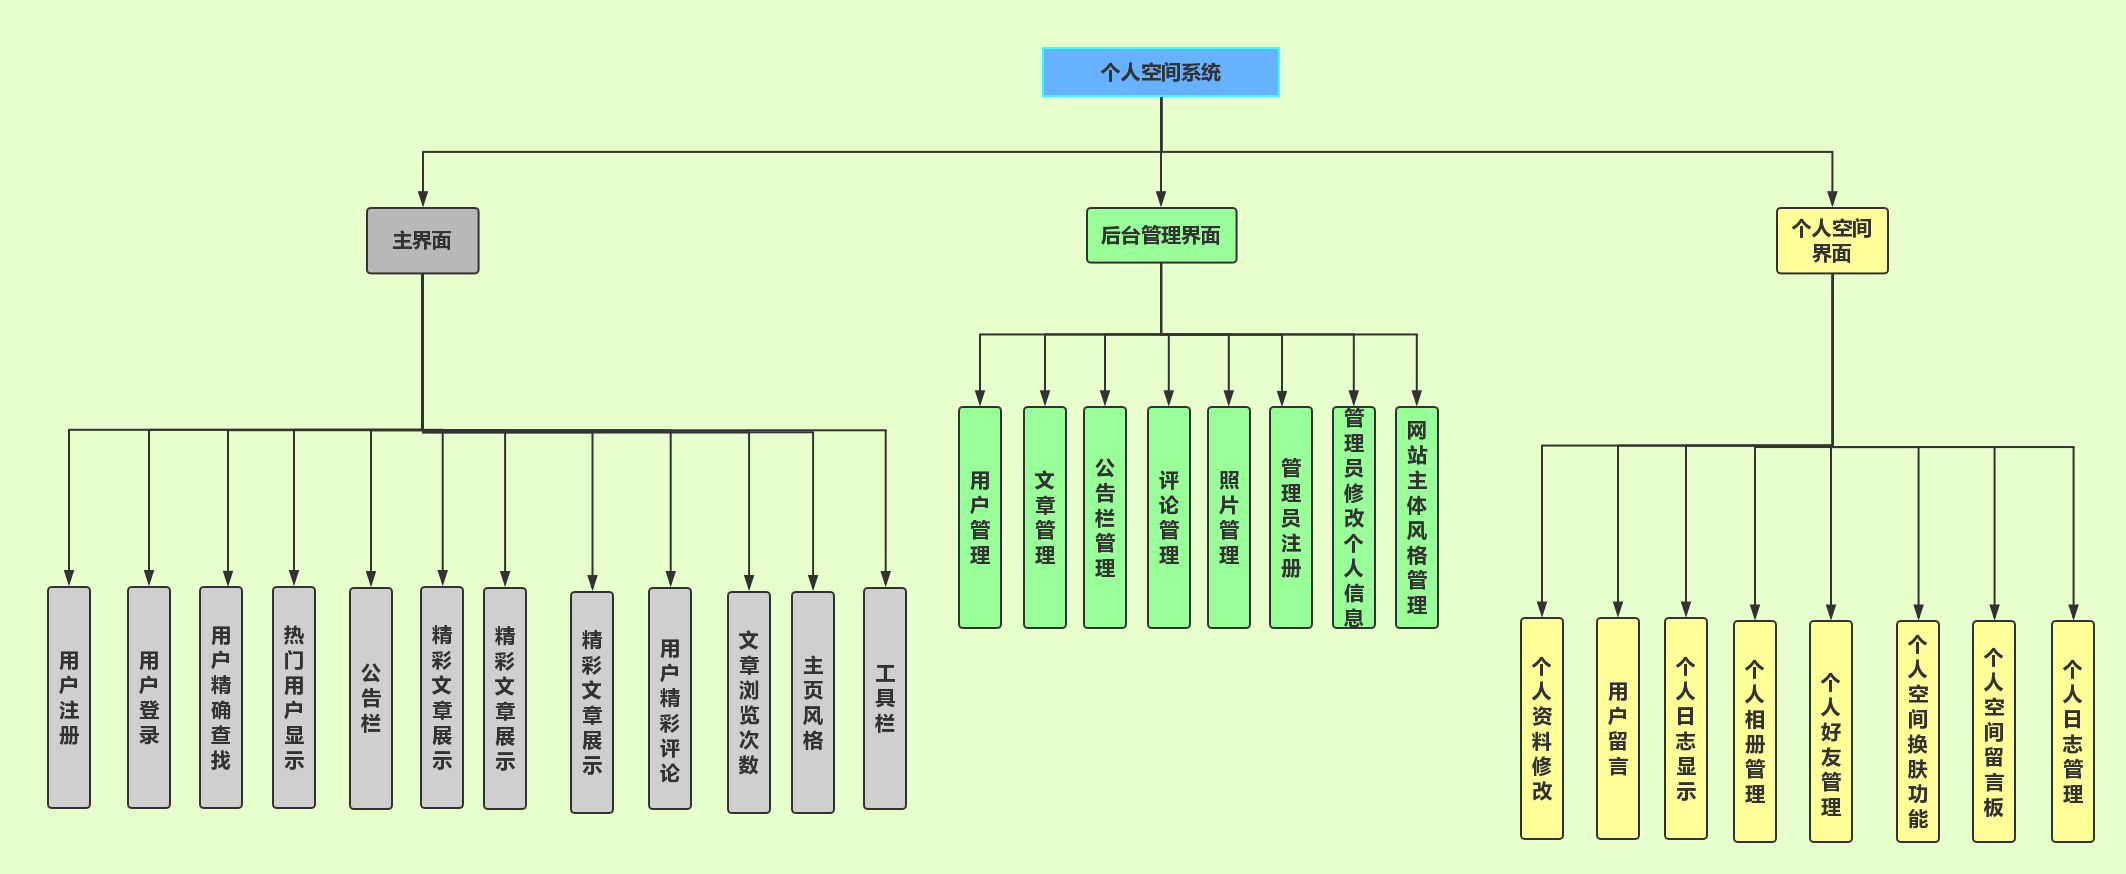 个人空间系统
主界面
后台管理界面
个人空间
界面
用户管理
文章管理
公告栏管理
评论管理
照片管理
管理员注册
管理员修改个人信息
网站主体风格管理
用户注册
用户登录
用户精确查找
热门用户显示
公告栏
精彩文章展示
精彩文章展示
精彩文章展示
用户精彩评论
文章浏览次数
主页风格
工具栏
个人资料修改
用户留言
个人日志显示
个人相册管理
个人好友管理
个人空间换肤功能
个人空间留言板
个人日志管理